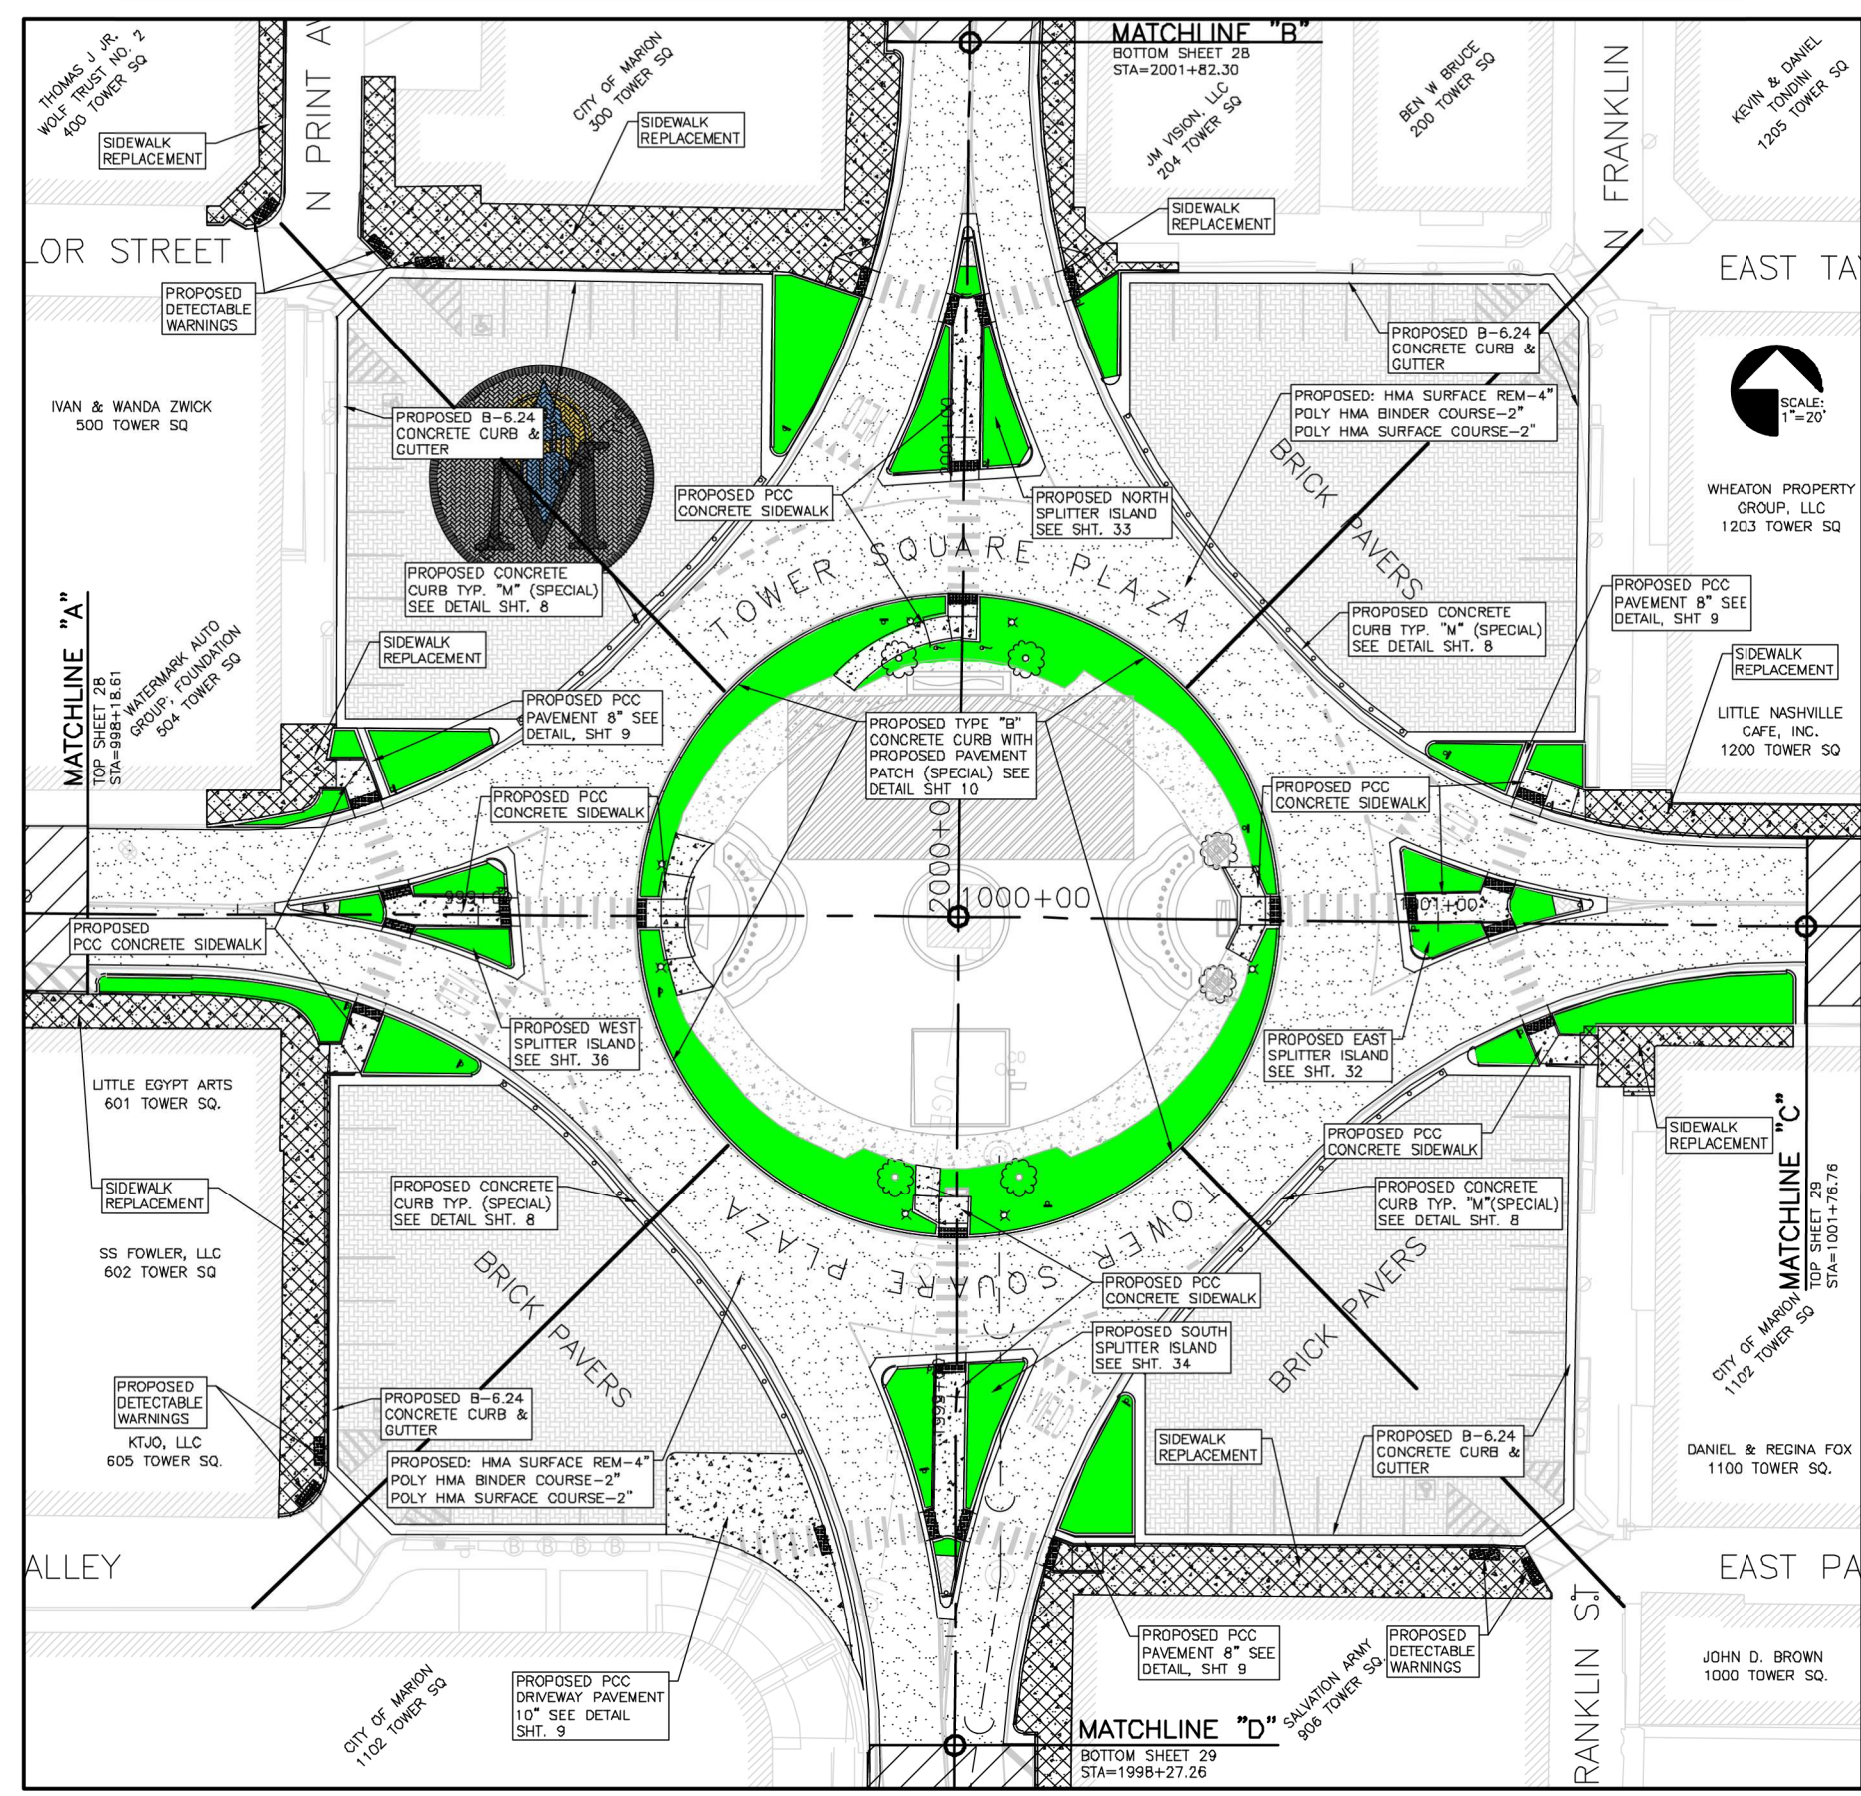 MATCHLINE "B"
BOTTOM SHEET 28
STA=2001+82.30
THOMAS J JR.
WOLF TRUST NO. 2
400 TOWER SQ
N PRINT A
CITY OF MARION
300 TOWER SQ
JM VISION, LLC
204 TOWER SQ
BEN W BRUCE
200 TOWER SQ
N FRANKLIN
KEVIN & DANIEL
TONDINI
1205 TOWER SQ
SIDEWALK
REPLACEMENT
SIDEWALK
REPLACEMENT
SIDEWALK
REPLACEMENT
LOR STREET
EAST TA
PROPOSED
DETECTABLE
WARNINGS
PROPOSED B-6.24
CONCRETE CURB &
GUTTER
SCALE:
1"=20'
IVAN & WANDA ZWICK
500 TOWER SQ
PROPOSED B-6.24
CONCRETE CURB &
GUTTER
M
PROPOSED: HMA SURFACE REM-4"
POLY HMA BINDER COURSE-2"
POLY HMA SURFACE COURSE-2"
1001+00
BRICK PAVERS
PROPOSED PCC
CONCRETE SIDEWALK
PROPOSED NORTH
SPLITTER ISLAND
SEE SHT. 33
WHEATON PROPERTY
GROUP, LLC
1203 TOWER SQ
TOWER SQUARE PLAZA
PROPOSED CONCRETE
CURB TYP. "M" (SPECIAL)
SEE DETAIL SHT. 8
PROPOSED CONCRETE
CURB TYP. "M" (SPECIAL)
SEE DETAIL SHT. 8
PROPOSED PCC
PAVEMENT 8" SEE
DETAIL, SHT 9
MATCHLINE "A"
TOP SHEET 28
STA=998+18.61
WATERMARK AUTO
GROUP, FOUNDATION
504 TOWER SQ
SIDEWALK
REPLACEMENT
SIDEWALK
REPLACEMENT
PROPOSED PCC
PAVEMENT 8" SEE
DETAIL, SHT 9
PROPOSED TYPE "B"
CONCRETE CURB WITH
PROPOSED PAVEMENT
PATCH (SPECIAL) SEE
DETAIL SHT 10
LITTLE NASHVILLE
CAFE, INC.
1200 TOWER SQ
PROPOSED PCC
CONCRETE SIDEWALK
PROPOSED PCC
CONCRETE SIDEWALK
2000+0
1000+00
1001+00
PROPOSED
PCC CONCRETE SIDEWALK
PROPOSED WEST
SPLITTER ISLAND
SEE SHT. 36
PROPOSED EAST
SPLITTER ISLAND
SEE SHT. 32
LITTLE EGYPT ARTS
601 TOWER SQ.
PROPOSED PCC
CONCRETE SIDEWALK
SIDEWALK
REPLACEMENT
MATCHLINE "C"
TOP SHEET 29
STA=1001+76.76
SIDEWALK
REPLACEMENT
PROPOSED CONCRETE
CURB TYP. (SPECIAL)
SEE DETAIL SHT. 8
PROPOSED CONCRETE
CURB TYP. "M"(SPECIAL)
SEE DETAIL SHT. 8
TOWER SQUARE PLAZA
SS FOWLER, LLC
602 TOWER SQ
BRICK PAVERS
BRICK PAVERS
PROPOSED PCC
CONCRETE SIDEWALK
PROPOSED SOUTH
SPLITTER ISLAND
SEE SHT. 34
CITY OF MARION
1102 TOWER SQ
PROPOSED
DETECTABLE
WARNINGS
PROPOSED B-6.24
CONCRETE CURB &
GUTTER
KTJO, LLC
605 TOWER SQ.
PROPOSED: HMA SURFACE REM-4"
POLY HMA BINDER COURSE-2"
POLY HMA SURFACE COURSE-2"
SIDEWALK
REPLACEMENT
PROPOSED B-6.24
CONCRETE CURB &
GUTTER
DANIEL & REGINA FOX
1100 TOWER SQ.
ALLEY
B B B B
EAST PA
PROPOSED PCC
DRIVEWAY PAVEMENT
10" SEE DETAIL
SHT. 9
CITY OF MARION
1102 TOWER SQ
PROPOSED PCC
PAVEMENT 8" SEE
DETAIL, SHT 9
SALVATION ARMY
906 TOWER SQ.
PROPOSED
DETECTABLE
WARNINGS
RANKLIN ST
JOHN D. BROWN
1000 TOWER SQ.
MATCHLINE "D"
BOTTOM SHEET 29
STA=1998+27.26